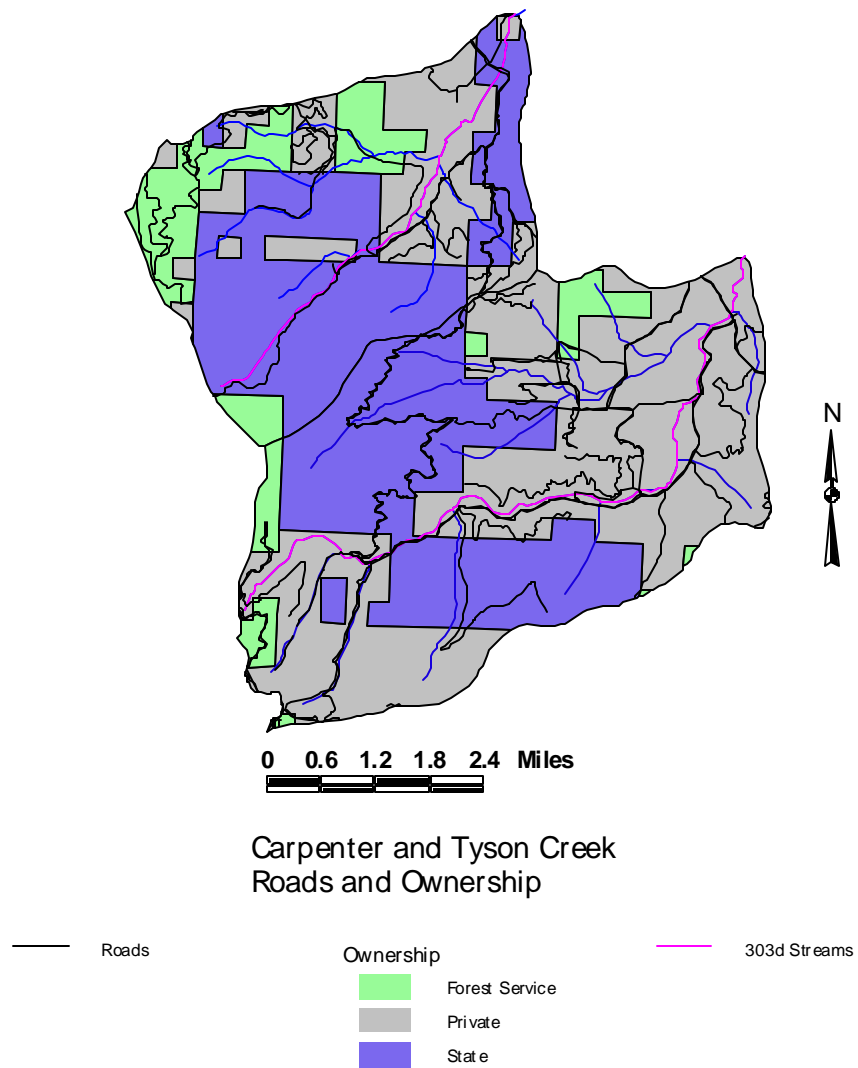 N
0 0.6 1.2 1.8 2.4 Miles
Carpenter and Tyson Creek
Roads and Ownership
Roads
Ownership
303d Streams
Forest Service
Private
State